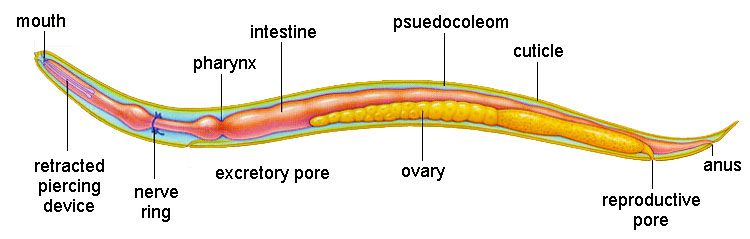 mouth
pharynx
intestine
psuedocoleom
cuticle
retracted
piercing
device
nerve
ring
excretory pore
ovary
reproductive
pore
anus